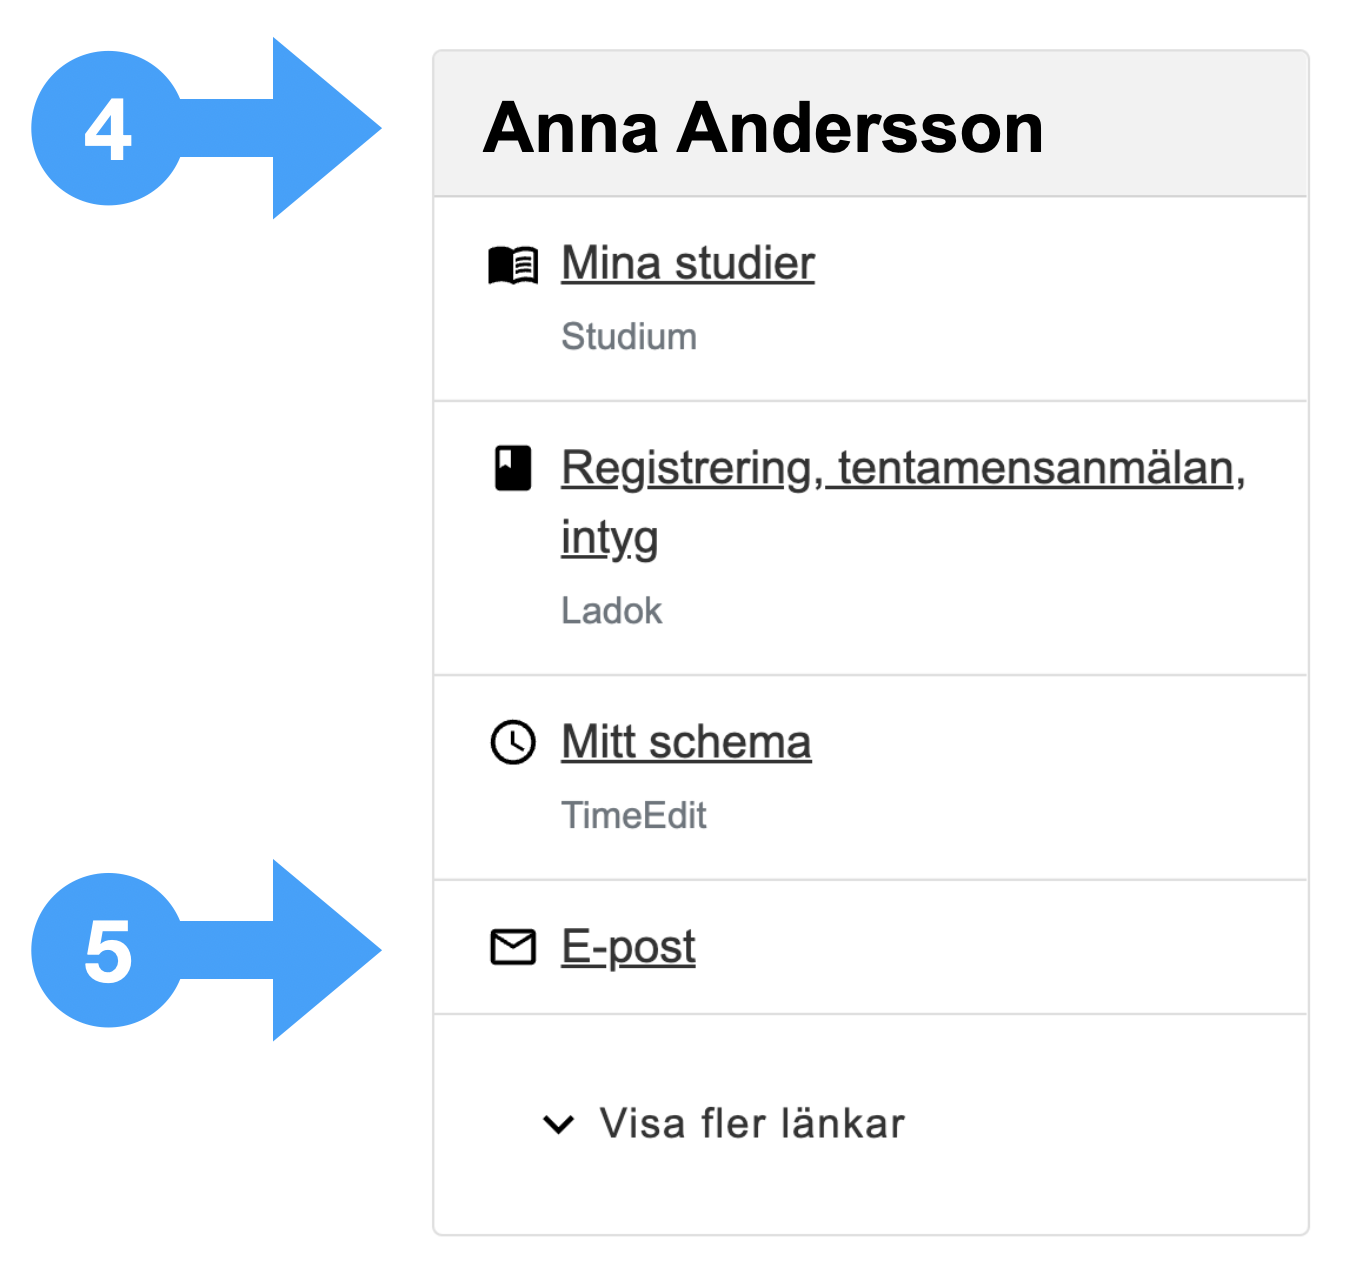 4
Anna Andersson
Mina studier
Studium
Registrering, tentamensanmälan,
intyg
Ladok
Mitt schema
TimeEdit
5
E-post
Visa fler länkar